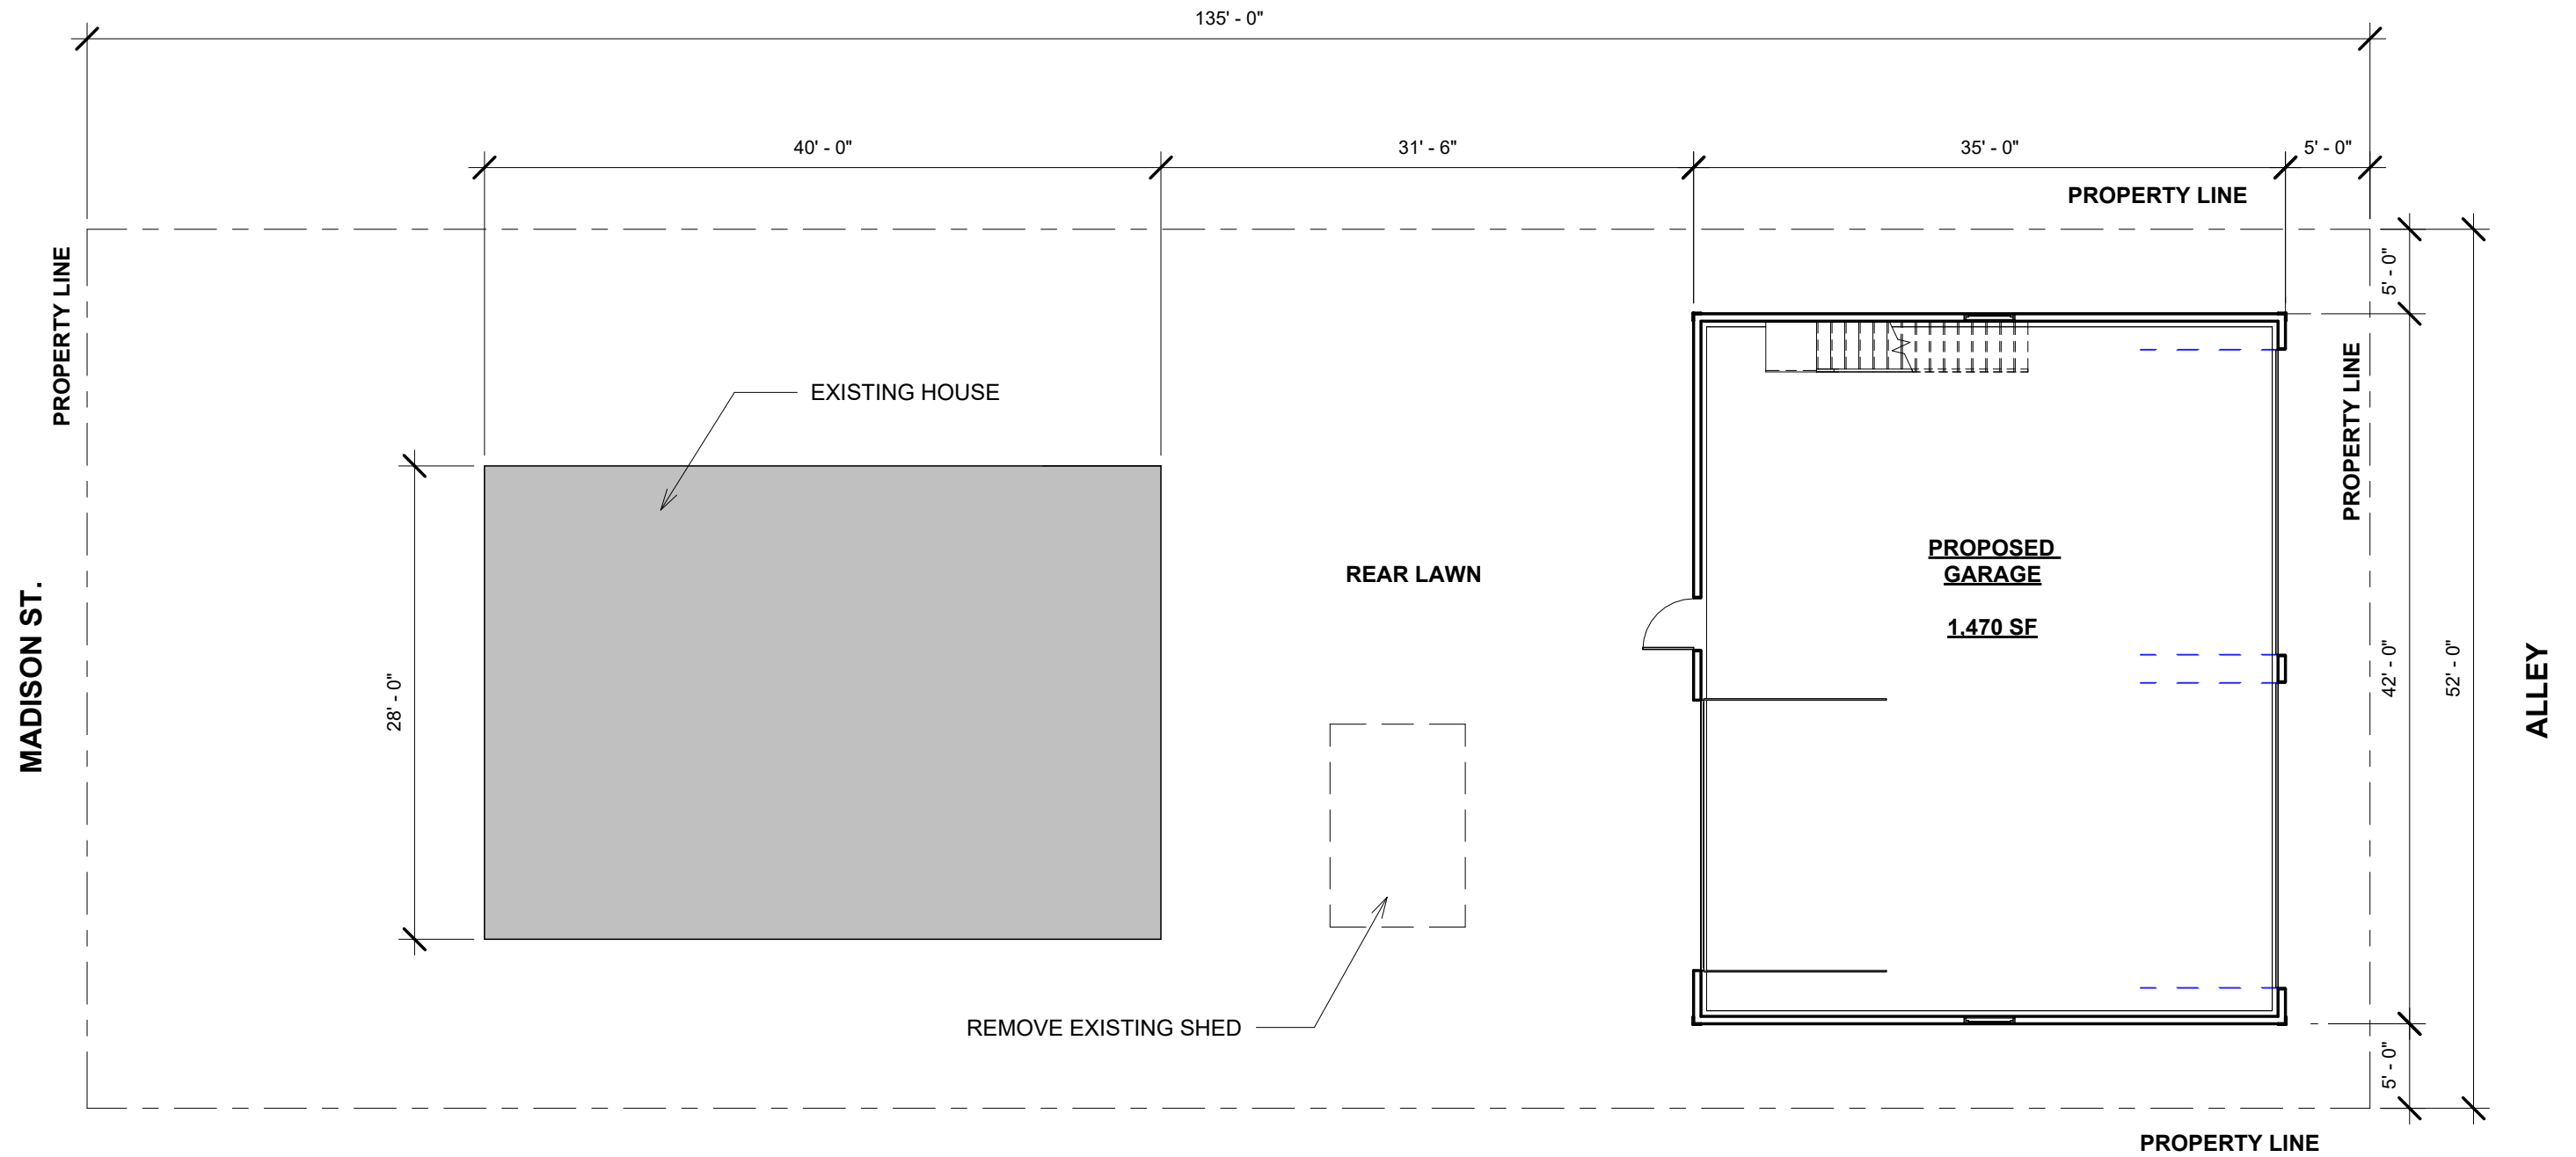 135' - 0"
40' - 0"
31' - 6"
35' - 0"
5' - 0"
PROPERTY LINE
PROPERTY LINE
5' - 0"
PROPERTY LINE
EXISTING HOUSE
PROPOSED
GARAGE
1,470 SF
REAR LAWN
MADISON ST.
28' - 0"
42' - 0"
52' - 0"
ALLEY
REMOVE EXISTING SHED
5' - 0"
PROPERTY LINE